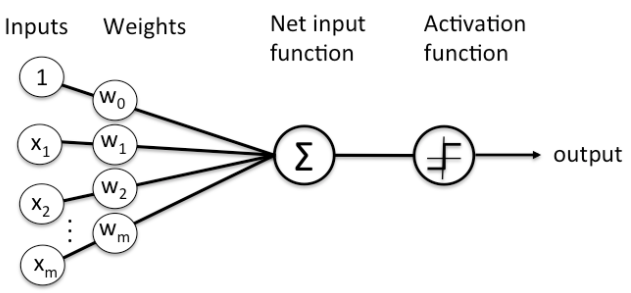 Inputs Weights Net input function Activation function
1 w0
x1 w1
Σ output
x2 w2
⋮ wm
xm